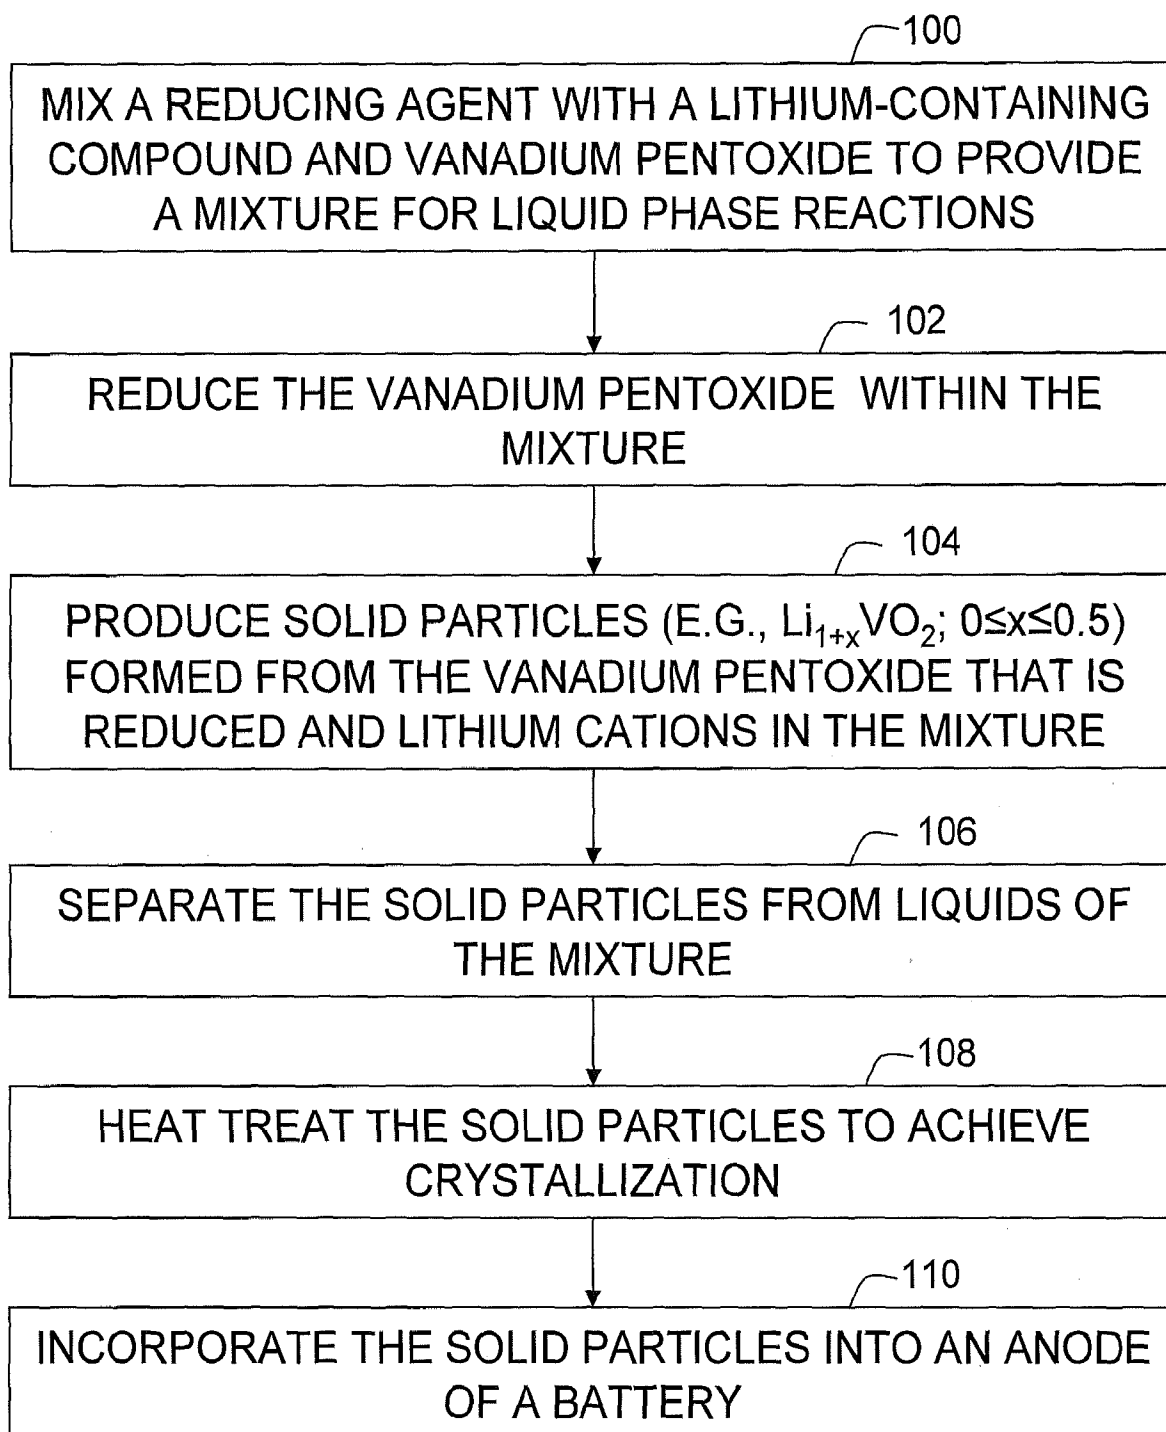 100
MIX A REDUCING AGENT WITH A LITHIUM-CONTAINING
COMPOUND AND VANADIUM PENTOXIDE TO PROVIDE
A MIXTURE FOR LIQUID PHASE REACTIONS
102
REDUCE THE VANADIUM PENTOXIDE WITHIN THE
MIXTURE
104
PRODUCE SOLID PARTICLES (E.G., Li₁₊ₓVO₂; 0≤x≤0.5)
FORMED FROM THE VANADIUM PENTOXIDE THAT IS
REDUCED AND LITHIUM CATIONS IN THE MIXTURE
106
SEPARATE THE SOLID PARTICLES FROM LIQUIDS OF
THE MIXTURE
108
HEAT TREAT THE SOLID PARTICLES TO ACHIEVE
CRYSTALLIZATION
110
INCORPORATE THE SOLID PARTICLES INTO AN ANODE
OF A BATTERY